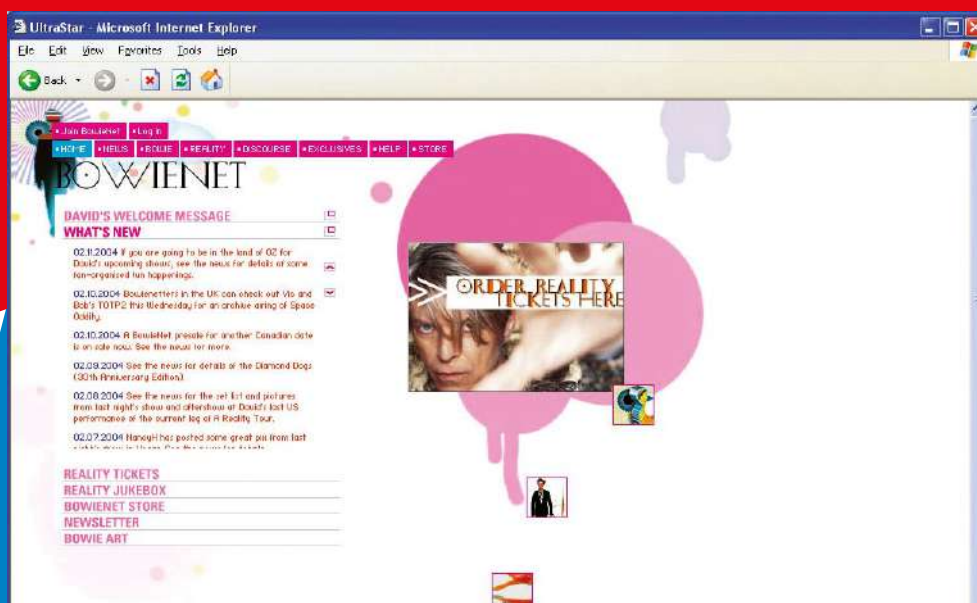 UltraStar - Microsoft Internet Explorer
File Edit View Favorites Tools Help
Back
Join BowieNet Log in
HOME NEWS BOWIE REALITY DISCOURSE EXCLUSIVES HELP STORE
BOWIENET
DAVID'S WELCOME MESSAGE
WHAT'S NEW
02.11.2004 If you are going to be in the land of OZ for
David's upcoming shows, see the news for details of some
fan-organised fun happenings.
02.10.2004 Bowienetters in the UK can check out Vic and
Bob's TOTP2 this Wednesday for an archive airing of Space
Oddity.
02.10.2004 A BowieNet presale for another Canadian date
is on sale now. See the news for more.
02.09.2004 See the news for details of the Diamond Dogs
(30th Anniversary Edition)
02.08.2004 See the news for the set list and pictures
from last night's show and aftershow at David's last US
performance of the current leg of A Reality Tour.
02.07.2004 NancyH has posted some great pix from last
REALITY TICKETS
REALITY JUKEBOX
BOWIENET STORE
NEWSLETTER
BOWIE ART
ORDER REALITY
TICKETS HERE